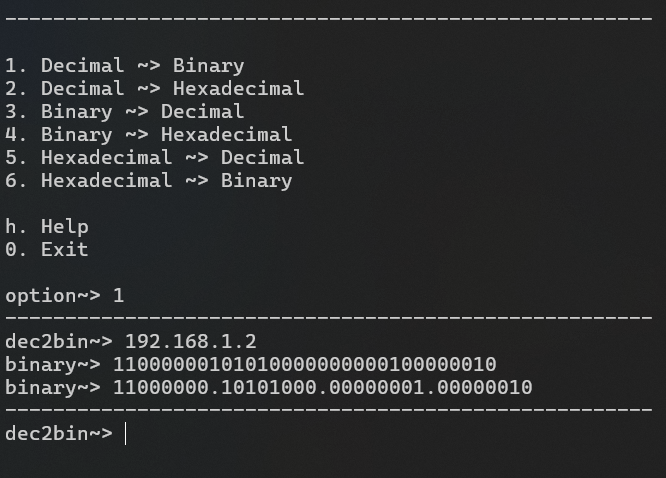 ------------------------------------------------------
1. Decimal ~> Binary
2. Decimal ~> Hexadecimal
3. Binary ~> Decimal
4. Binary ~> Hexadecimal
5. Hexadecimal ~> Decimal
6. Hexadecimal ~> Binary
h. Help
0. Exit
option~> 1
------------------------------------------------------
dec2bin~> 192.168.1.2
binary~> 11000000101010000000000100000010
binary~> 11000000.10101000.00000001.00000010
------------------------------------------------------
dec2bin~>